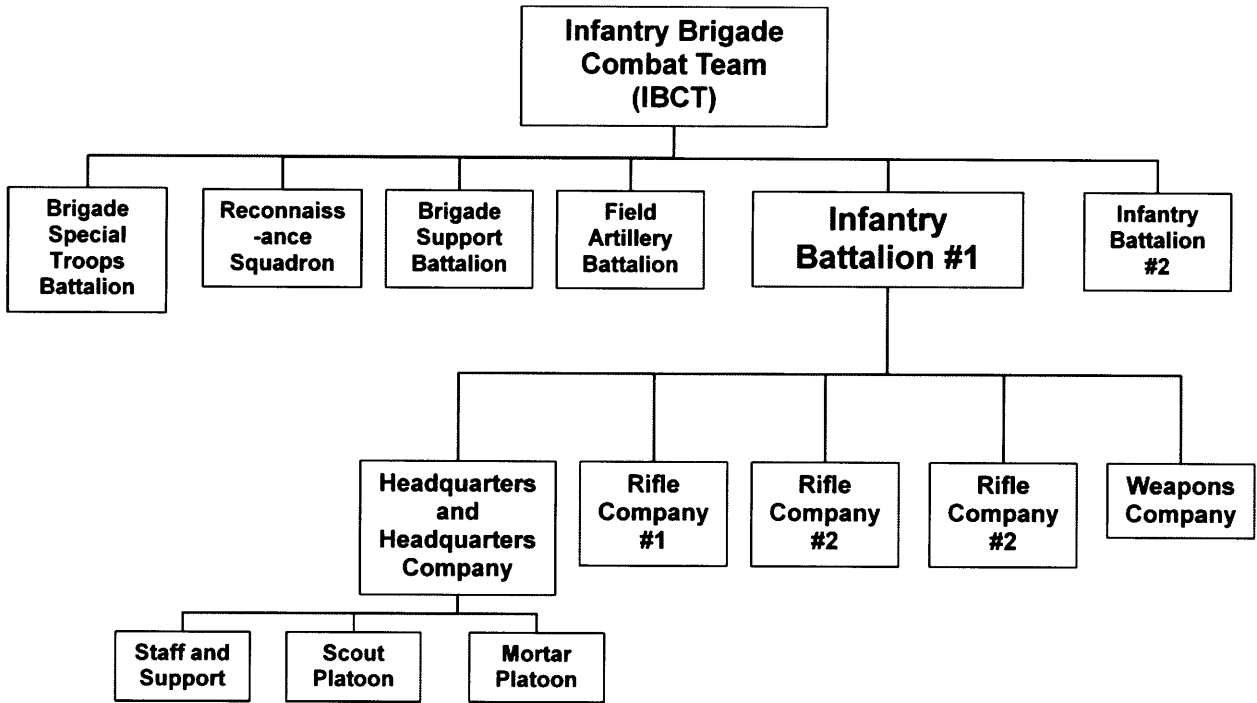 Infantry Brigade
Combat Team
(IBCT)
Brigade
Special
Troops
Battalion
Reconnaiss
-ance
Squadron
Brigade
Support
Battalion
Field
Artillery
Battalion
Infantry
Battalion #1
Infantry
Battalion
#2
Headquarters
and
Headquarters
Company
Rifle
Company
#1
Rifle
Company
#2
Rifle
Company
#2
Weapons
Company
Staff and
Support
Scout
Platoon
Mortar
Platoon